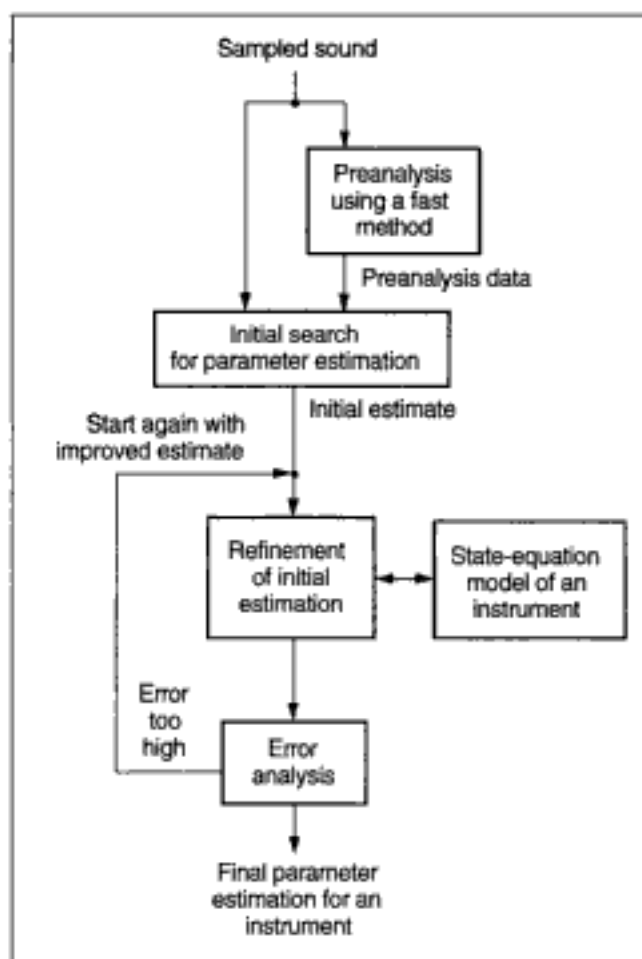 Sampled sound
Preanalysis
using a fast
method
Preanalysis data
Initial search
for parameter estimation
Initial estimate
Start again with
improved estimate
Refinement
of initial
estimation
State-equation
model of an
instrument
Error
too
high
Error
analysis
Final parameter
estimation for an
instrument